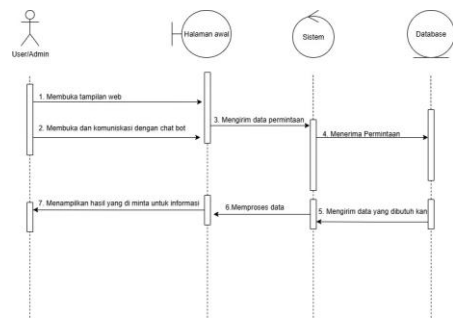 User/Admin
Halaman awal
Sistem
Database
1. Membuka tampilan web
2. Membuka dan komuniskasi dengan chat bot
3. Mengirim data permintaan
4. Menerima Permintaan
5. Mengirim data yang dibutuh kan
6.Memproses data
7. Menampilkan hasil yang di minta untuk informasi